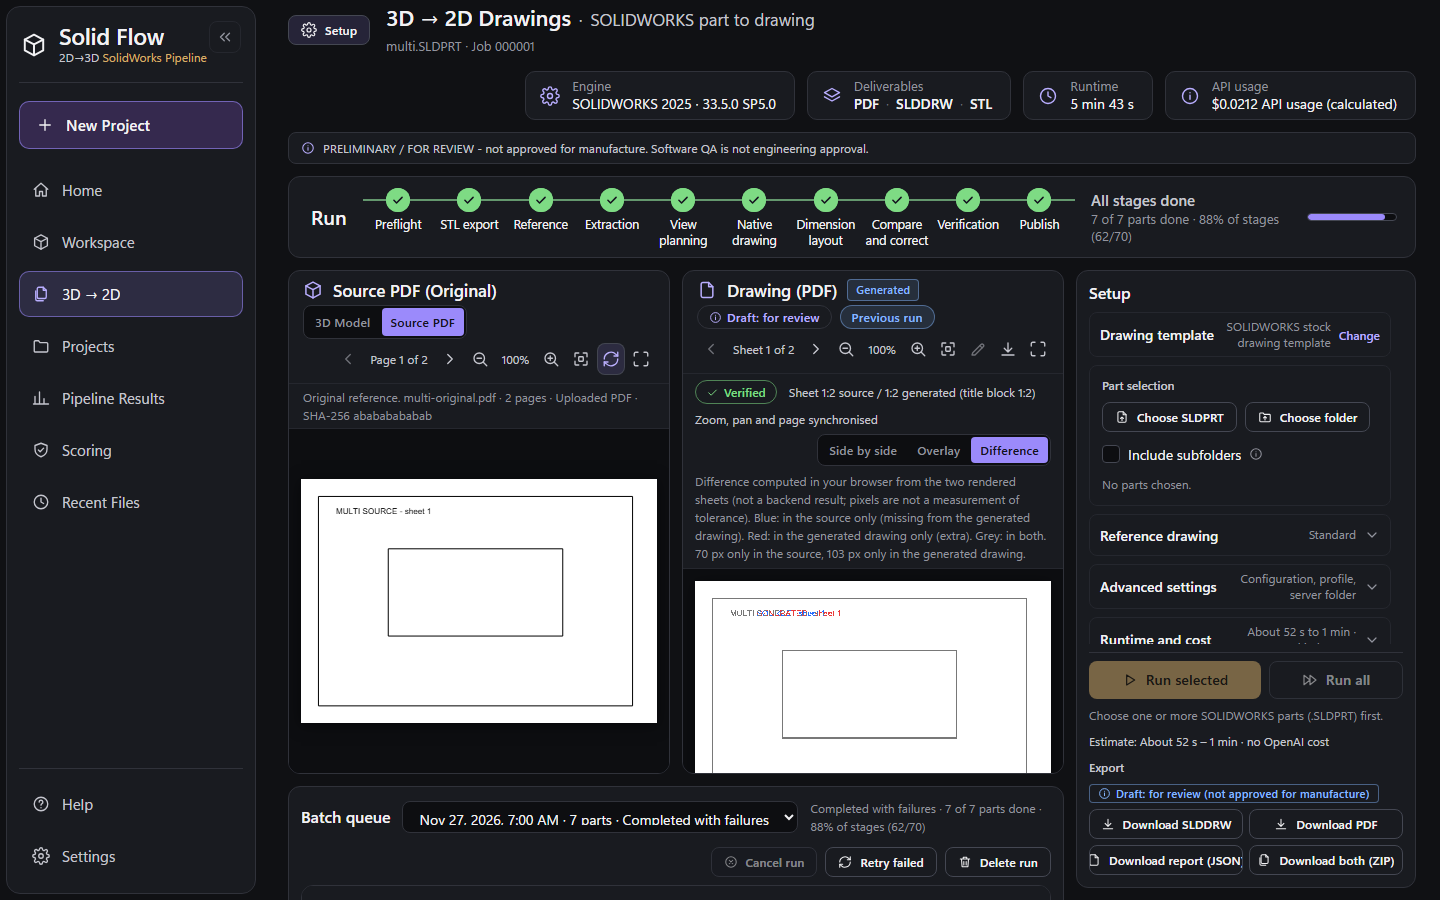 Solid Flow
2D→3D SolidWorks Pipeline
New Project
Home
Workspace
3D → 2D
Projects
Pipeline Results
Scoring
Recent Files
Help
Settings
Setup
3D → 2D Drawings · SOLIDWORKS part to drawing
multi.SLDPRT · Job 000001
Engine
SOLIDWORKS 2025 · 33.5.0 SP5.0
Deliverables
PDF · SLDDRW · STL
Runtime
5 min 43 s
API usage
$0.0212 API usage (calculated)
PRELIMINARY / FOR REVIEW - not approved for manufacture. Software QA is not engineering approval.
Run
Preflight
STL export
Reference
Extraction
View planning
Native drawing
Dimension layout
Compare and correct
Verification
Publish
All stages done
7 of 7 parts done · 88% of stages
(62/70)
Source PDF (Original)
3D Model
Source PDF
Page 1 of 2
100%
Original reference. multi-original.pdf · 2 pages · Uploaded PDF ·
SHA-256 abababababab
MULTI SOURCE - sheet 1
Drawing (PDF)
Generated
Draft: for review
Previous run
Sheet 1 of 2
100%
Verified
Sheet 1:2 source / 1:2 generated (title block 1:2)
Zoom, pan and page synchronised
Side by side
Overlay
Difference
Difference computed in your browser from the two rendered
sheets (not a backend result; pixels are not a measurement of
tolerance). Blue: in the source only (missing from the generated
drawing). Red: in the generated drawing only (extra). Grey: in both.
70 px only in the source, 103 px only in the generated drawing.
MULTI
Batch queue
Nov 27, 2026, 7:00 AM · 7 parts · Completed with failures
Completed with failures · 7 of 7 parts done ·
88% of stages (62/70)
Cancel run
Retry failed
Delete run
Setup
Drawing template
SOLIDWORKS stock
drawing template
Change
Part selection
Choose SLDPRT
Choose folder
Include subfolders
No parts chosen.
Reference drawing
Standard
Advanced settings
Configuration, profile,
server folder
Runtime and cost
About 52 s to 1 min ·
Run selected
Run all
Choose one or more SOLIDWORKS parts (.SLDPRT) first.
Estimate: About 52 s – 1 min · no OpenAI cost
Export
Draft: for review (not approved for manufacture)
Download SLDDRW
Download PDF
Download report (JSON)
Download both (ZIP)